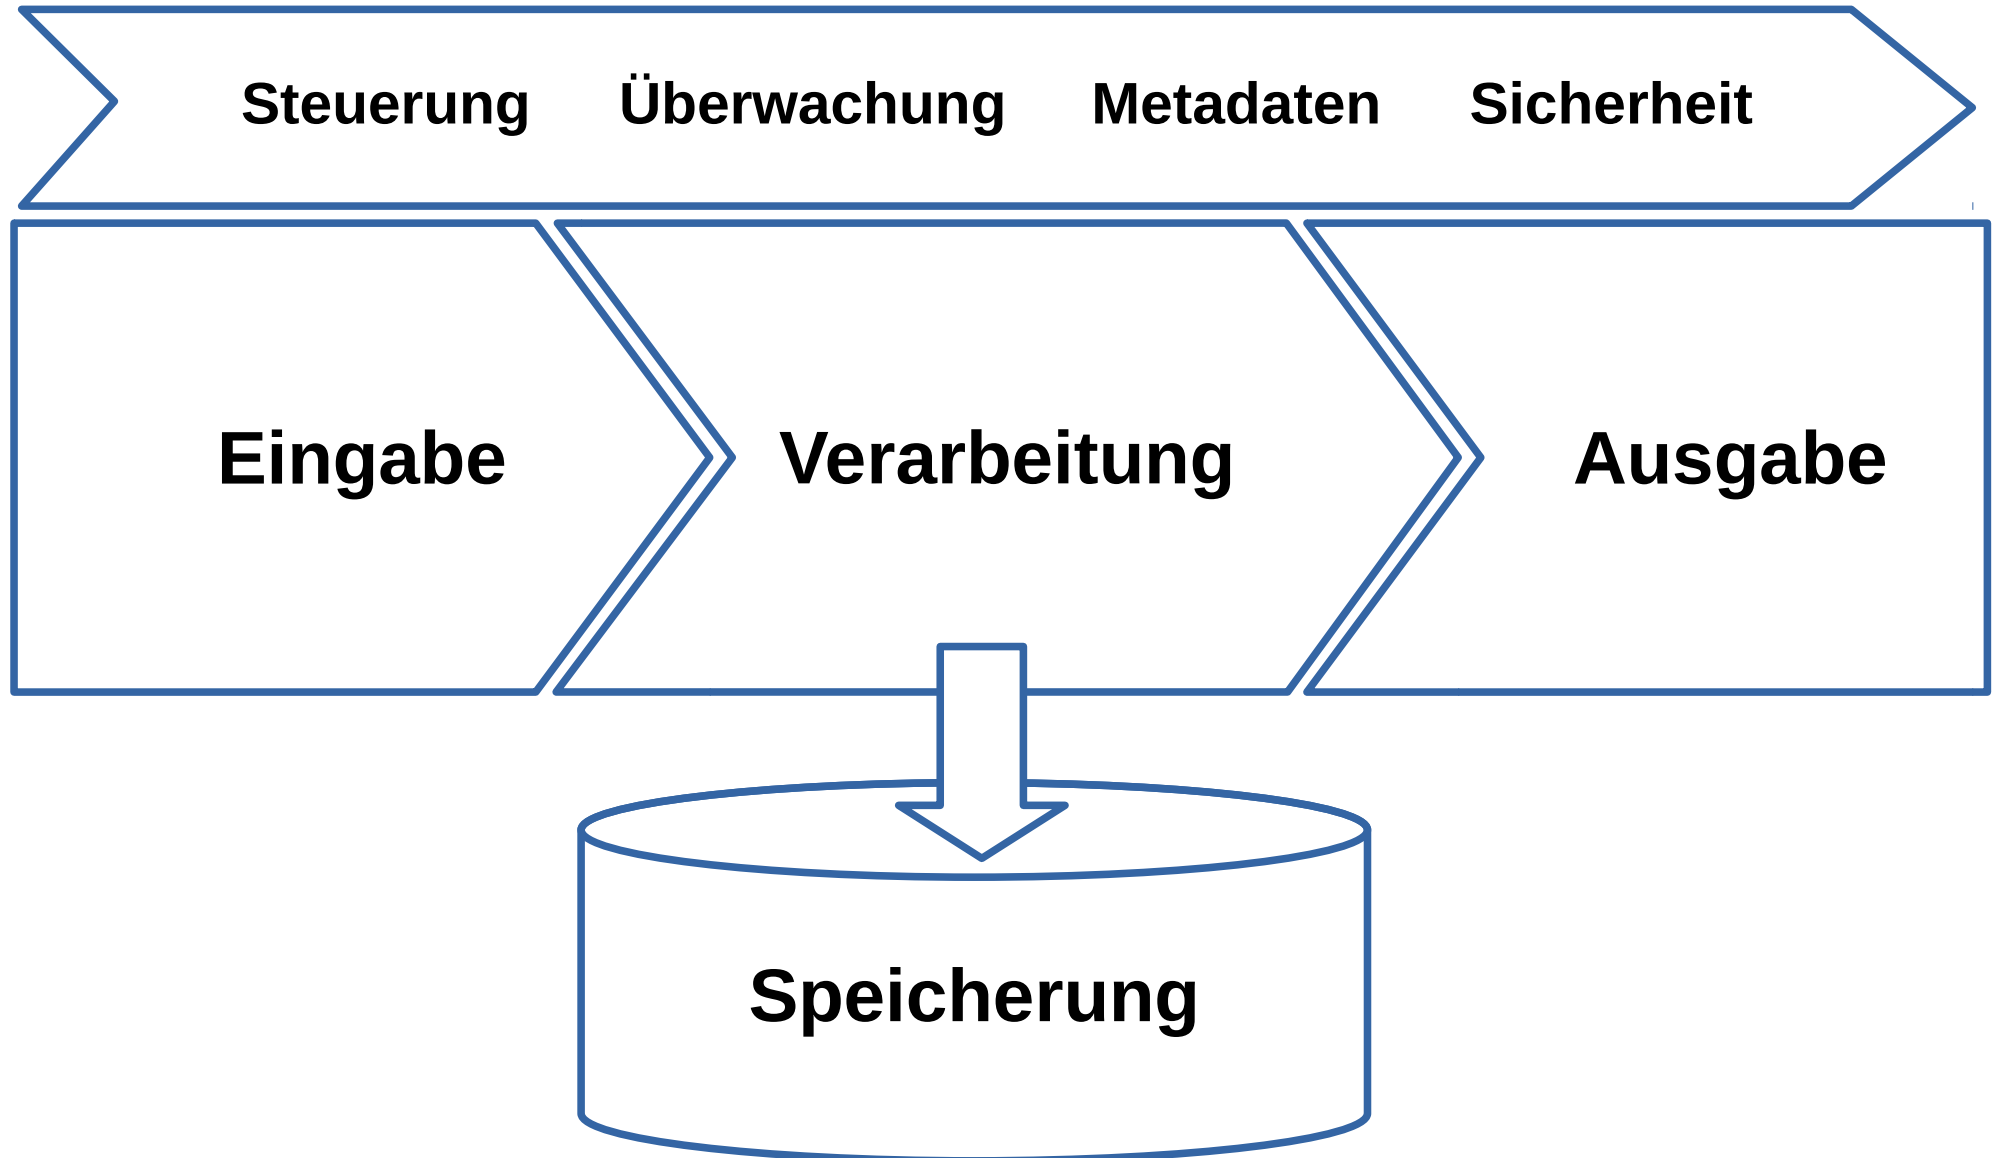 Steuerung Überwachung Metadaten Sicherheit
Eingabe Verarbeitung Ausgabe
Speicherung